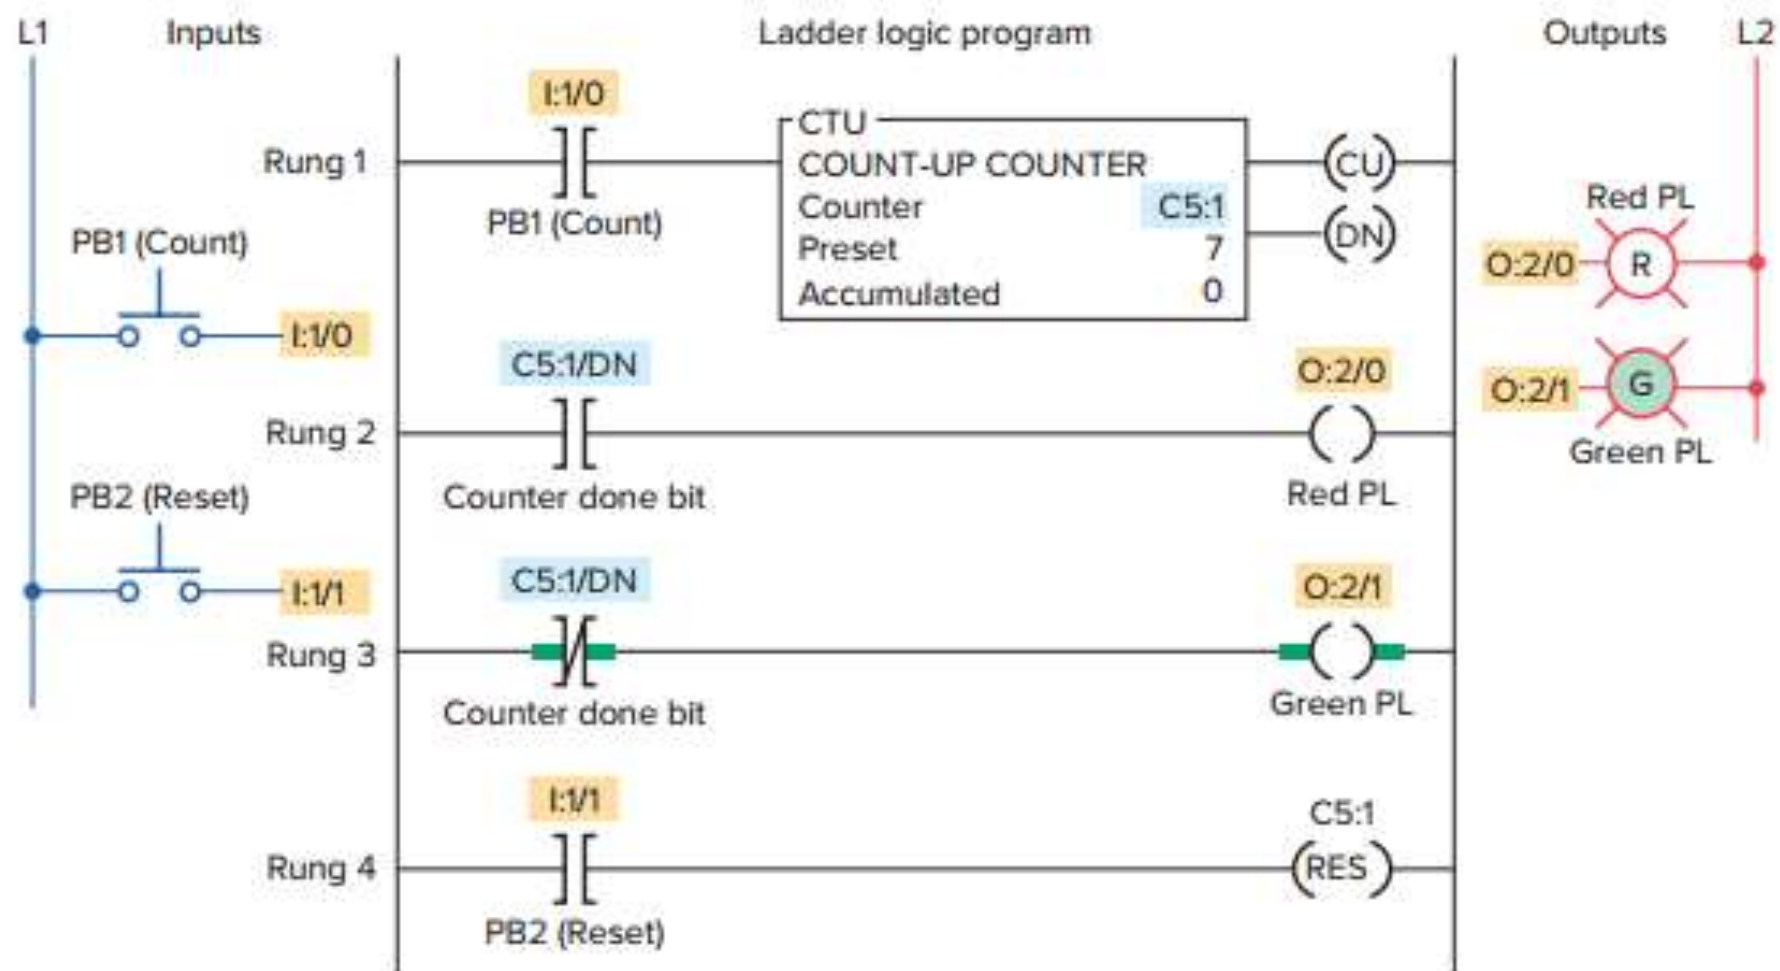 L1 Inputs Ladder logic program Outputs L2
I:1/0
Rung 1
CTU
COUNT-UP COUNTER
Counter C5:1
Preset 7
Accumulated 0
CU
DN
PB1 (Count)
PB1 (Count)
I:1/0
Red PL
O:2/0 R
O:2/1 G
Green PL
C5:1/DN
O:2/0
Rung 2
Counter done bit
Red PL
PB2 (Reset)
I:1/1
C5:1/DN
O:2/1
Rung 3
Counter done bit
Green PL
I:1/1
C5:1
Rung 4
RES
PB2 (Reset)